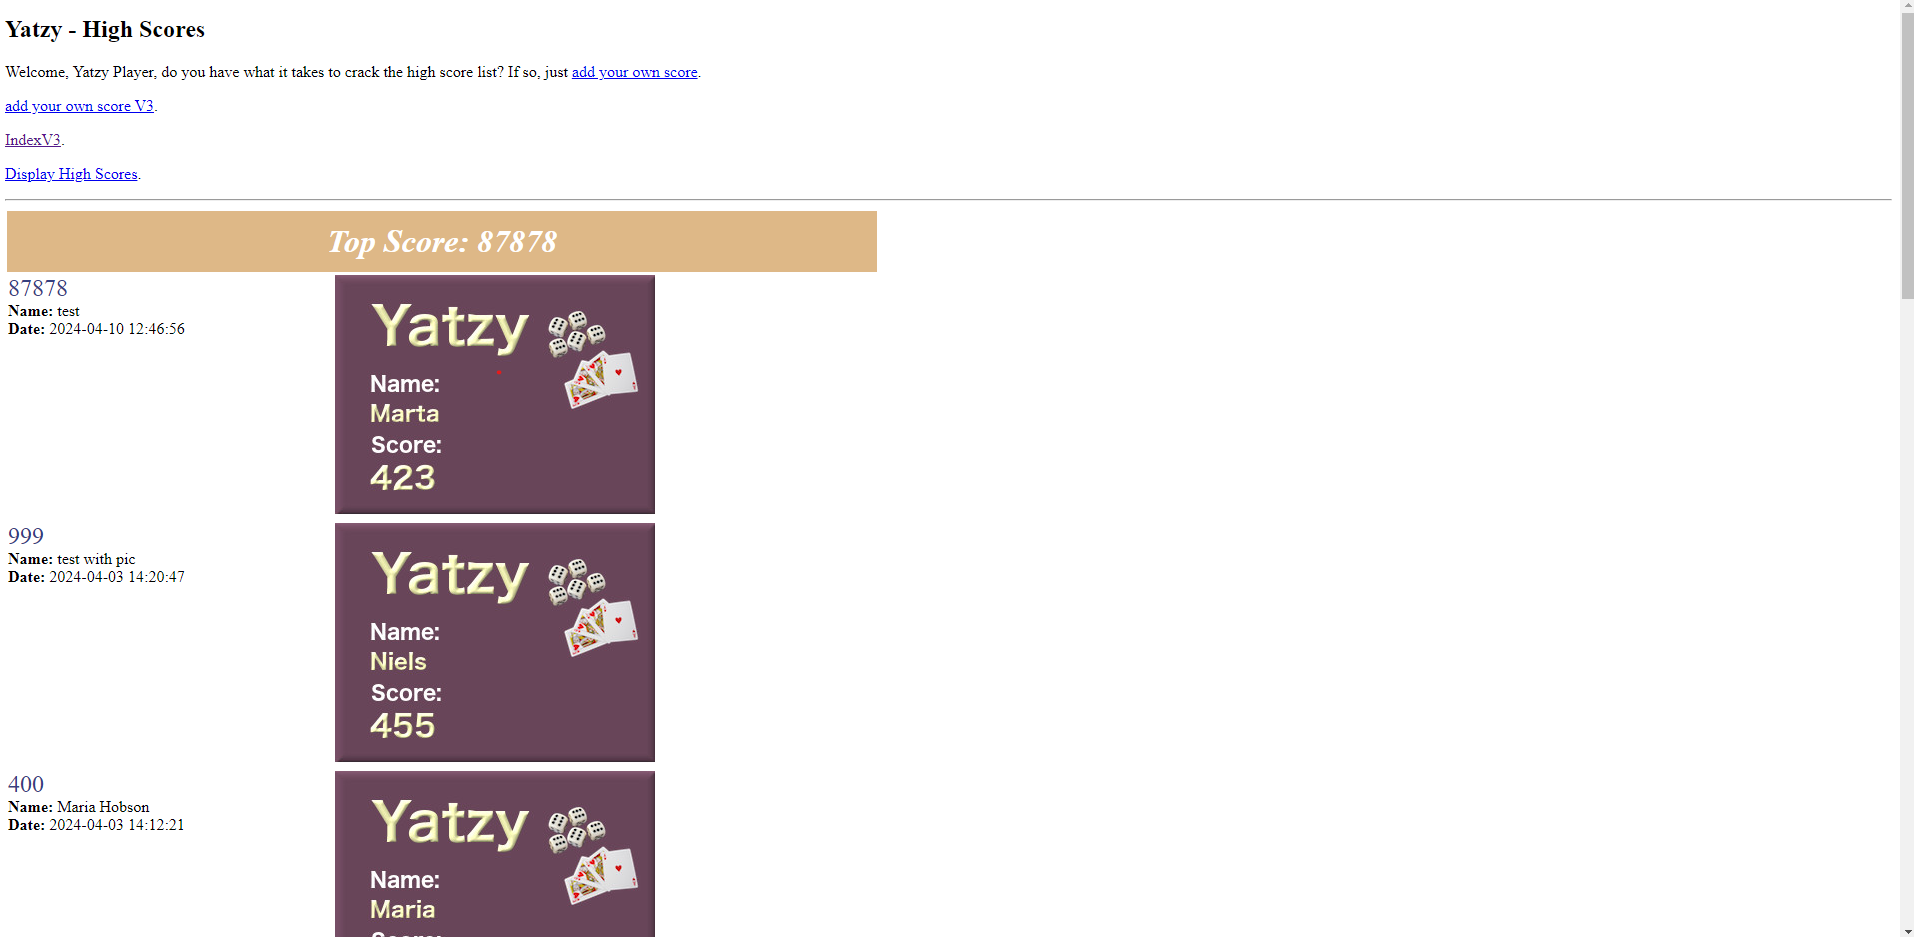 Yatzy - High Scores
Welcome, Yatzy Player, do you have what it takes to crack the high score list? If so, just add your own score.
add your own score V3.
IndexV3.
Display High Scores.
Top Score: 87878
87878
Name: test
Date: 2024-04-10 12:46:56
Yatzy
Name:
Marta
Score:
423
999
Name: test with pic
Date: 2024-04-03 14:20:47
Yatzy
Name:
Niels
Score:
455
400
Name: Maria Hobson
Date: 2024-04-03 14:12:21
Yatzy
Name:
Maria
Score: